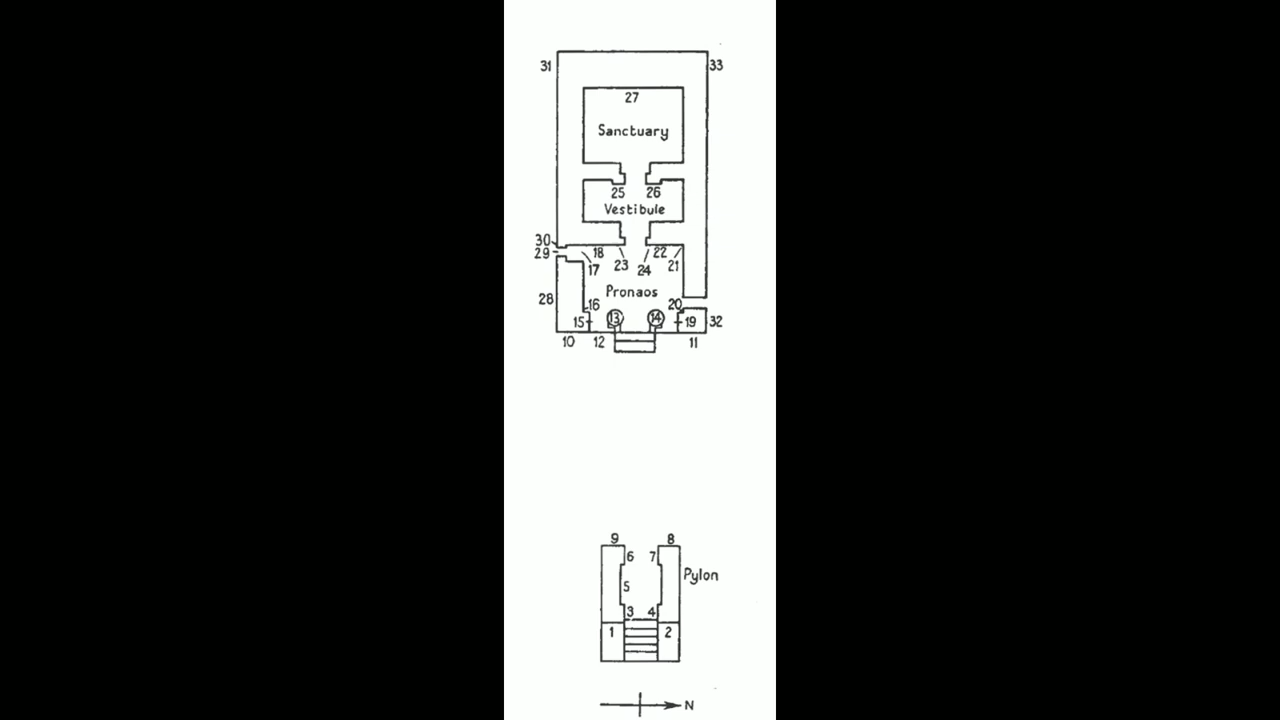 31 33
27
Sanctuary
25 26
Vestibule
30
29 18 22
17 23 24 21
Pronaos
28 16 20
15 13 14 19 32
10 12 11
9 8
6 7
5 Pylon
3 4
1 2
N